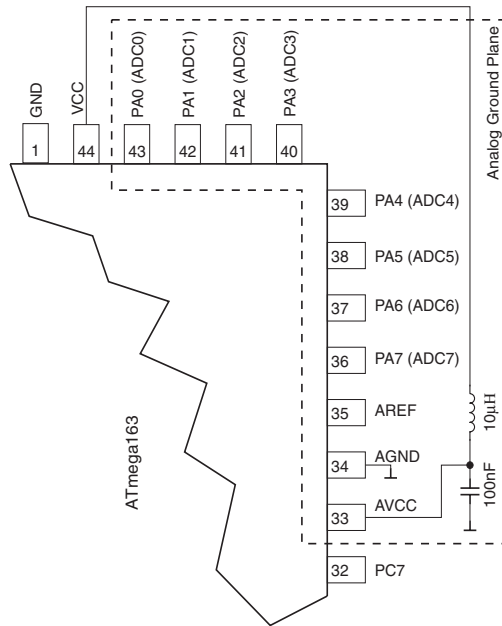 Analog Ground Plane
GND
VCC
PA0 (ADC0)
PA1 (ADC1)
PA2 (ADC2)
PA3 (ADC3)
1
44
43
42
41
40
39
PA4 (ADC4)
38
PA5 (ADC5)
37
PA6 (ADC6)
36
PA7 (ADC7)
35
AREF
34
AGND
33
AVCC
32
PC7
10μH
100nF
ATmega163